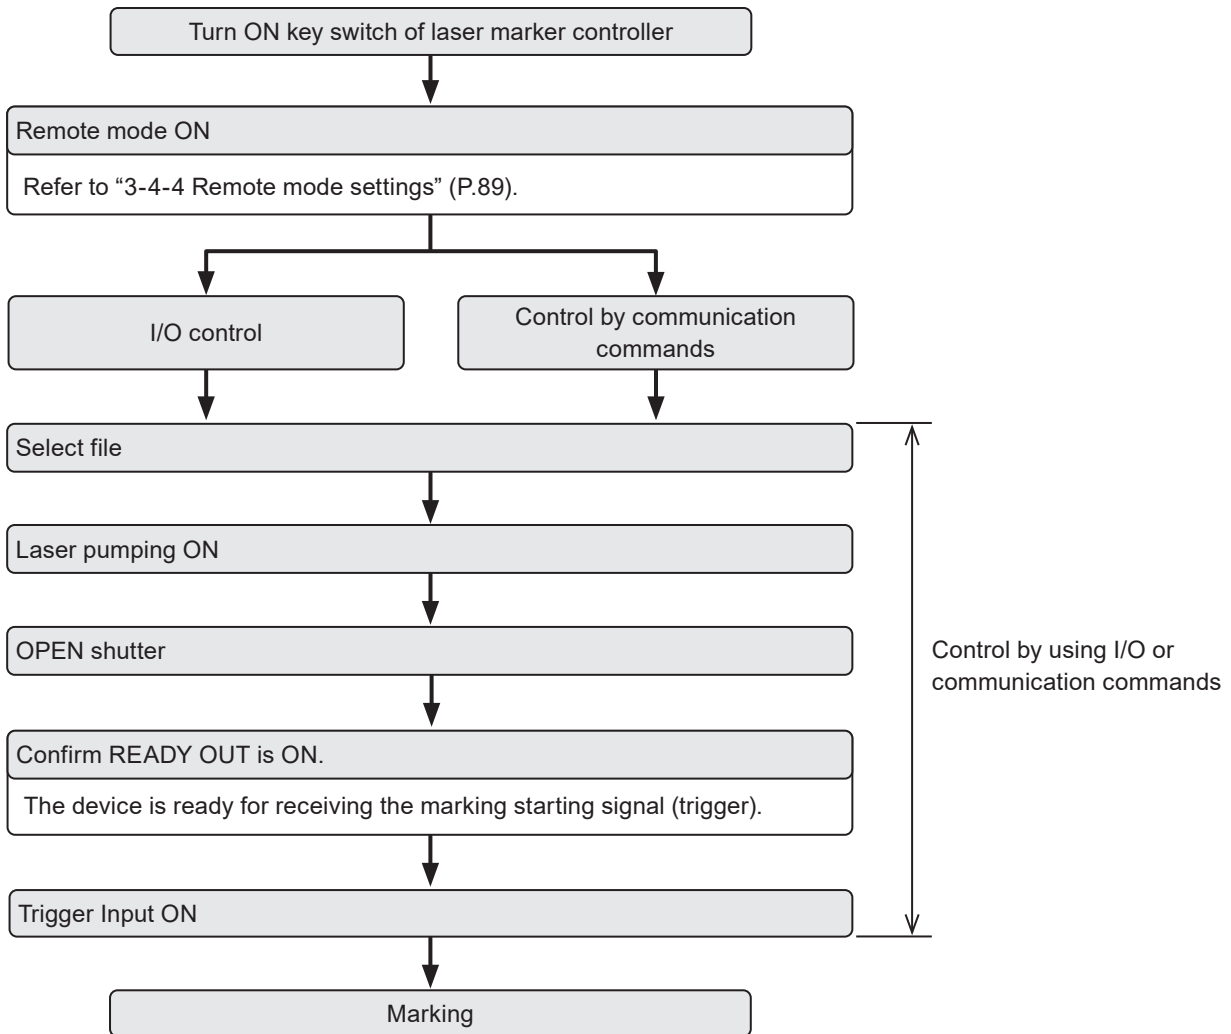 Turn ON key switch of laser marker controller
Remote mode ON
Refer to “3-4-4 Remote mode settings” (P.89).
I/O control
Control by communication
commands
Select file
Laser pumping ON
OPEN shutter
Control by using I/O or
communication commands
Confirm READY OUT is ON.
The device is ready for receiving the marking starting signal (trigger).
Trigger Input ON
Marking